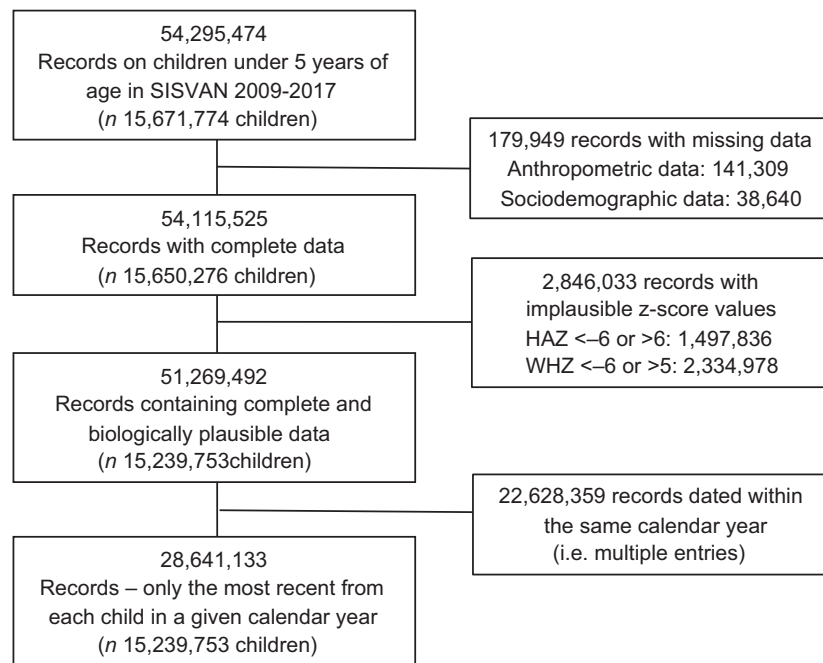 54,295,474
Records on children under 5 years of
age in SISVAN 2009-2017
(n 15,671,774 children)
179,949 records with missing data
Anthropometric data: 141,309
Sociodemographic data: 38,640
54,115,525
Records with complete data
(n 15,650,276 children)
2,846,033 records with
implausible z-score values
HAZ <–6 or >6: 1,497,836
WHZ <–6 or >5: 2,334,978
51,269,492
Records containing complete and
biologically plausible data
(n 15,239,753children)
22,628,359 records dated within
the same calendar year
(i.e. multiple entries)
28,641,133
Records – only the most recent from
each child in a given calendar year
(n 15,239,753 children)